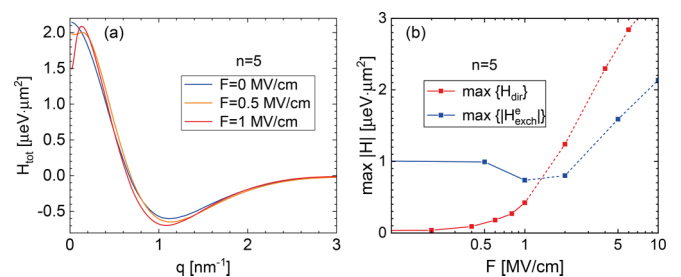 (a)
n=5
F=0 MV/cm
F=0.5 MV/cm
F=1 MV/cm
H_tot [μeV·μm²]
2.0
1.5
1.0
0.5
0.0
-0.5
0
1
2
3
q [nm⁻¹]
(b)
n=5
max {H_dir}
max {|H^e_exch|}
max |H| [μeV·μm²]
3
2
1
0
0.5
1
5
10
F [MV/cm]